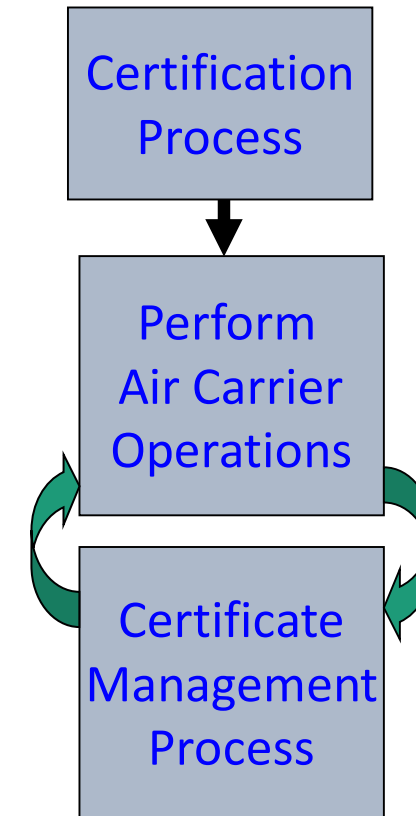 Certification
Process
Perform
Air Carrier
Operations
Certificate
Management
Process